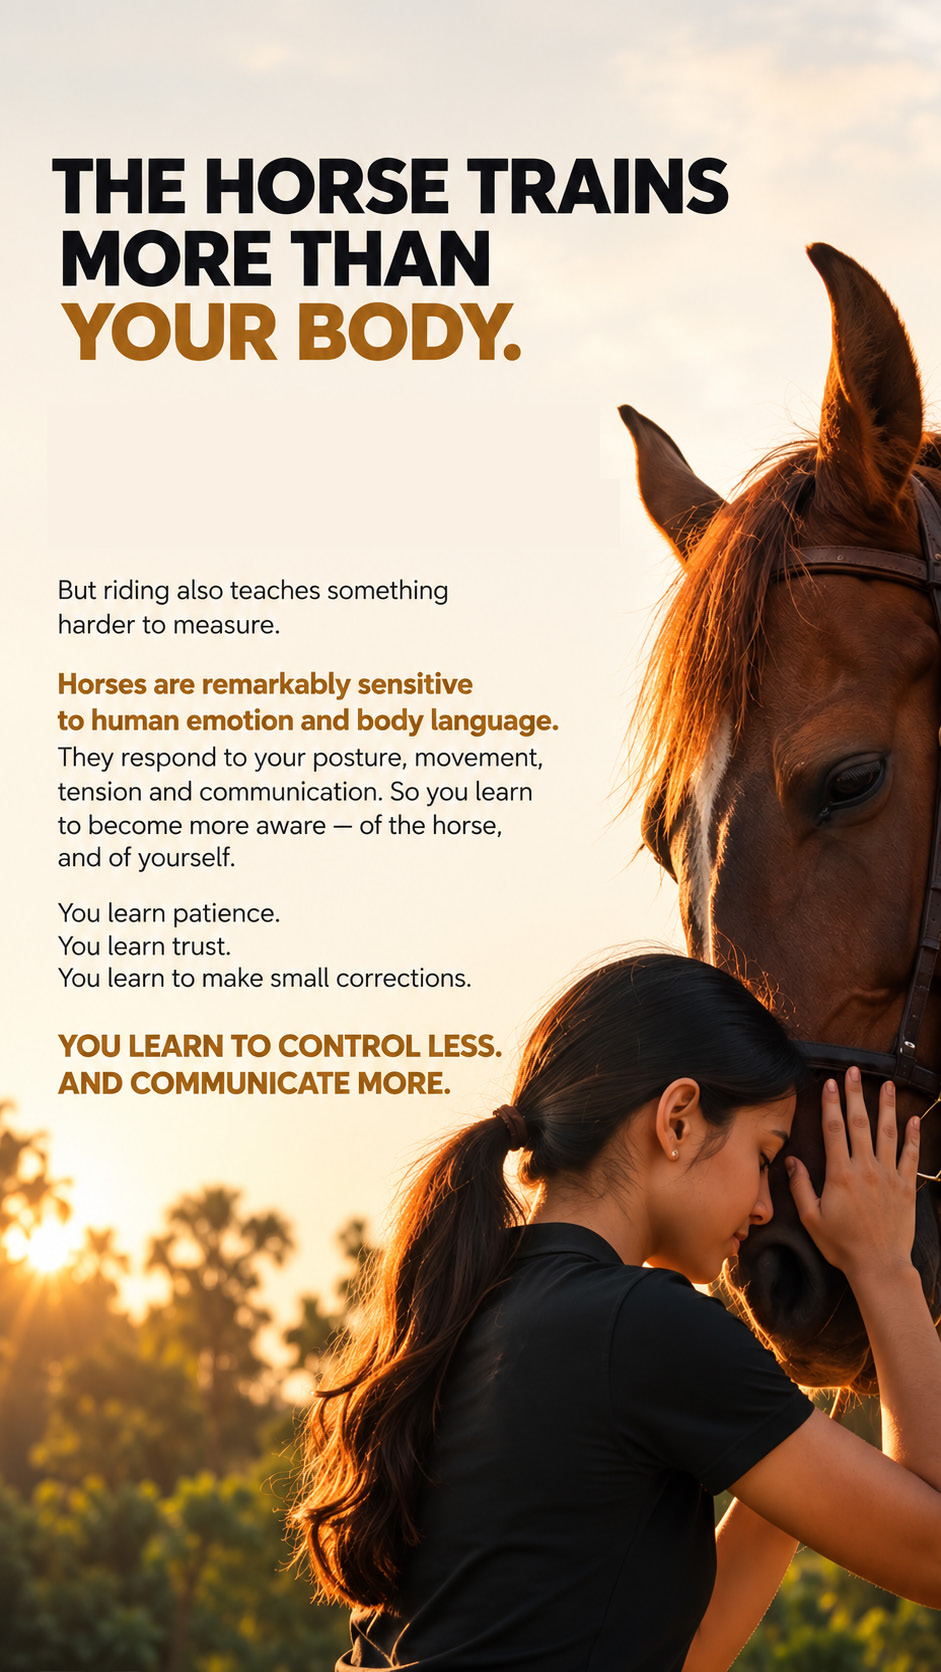 THE HORSE TRAINS
MORE THAN
YOUR BODY.
But riding also teaches something
harder to measure.
Horses are remarkably sensitive
to human emotion and body language.
They respond to your posture, movement,
tension and communication. So you learn
to become more aware — of the horse,
and of yourself.
You learn patience.
You learn trust.
You learn to make small corrections.
YOU LEARN TO CONTROL LESS.
AND COMMUNICATE MORE.